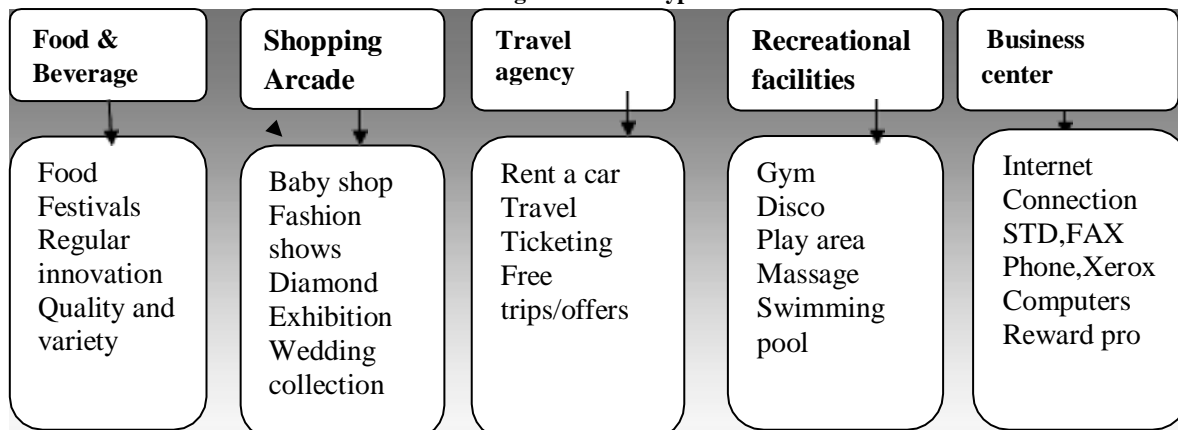 Food &
Beverage
Shopping
Arcade
Travel
agency
Recreational
facilities
Business
center
Food
Festivals
Regular
innovation
Quality and
variety
Baby shop
Fashion
shows
Diamond
Exhibition
Wedding
collection
Rent a car
Travel
Ticketing
Free
trips/offers
Gym
Disco
Play area
Massage
Swimming
pool
Internet
Connection
STD,FAX
Phone,Xerox
Computers
Reward pro